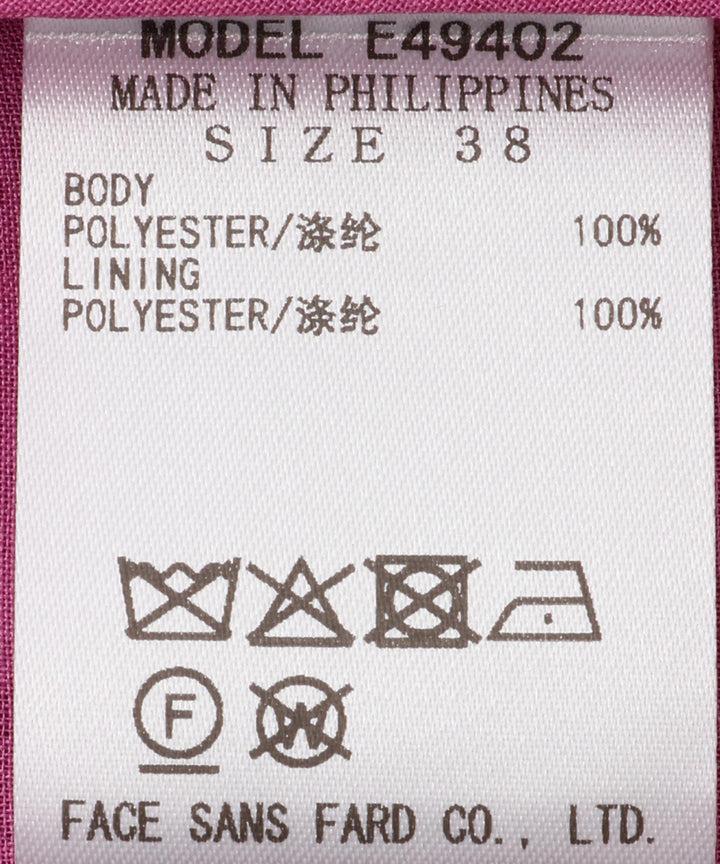 MODEL E49402
MADE IN PHILIPPINES
SIZE 38
BODY
POLYESTER/涤纶 100%
LINING
POLYESTER/涤纶 100%
F W
FACE SANS FARD CO., LTD.